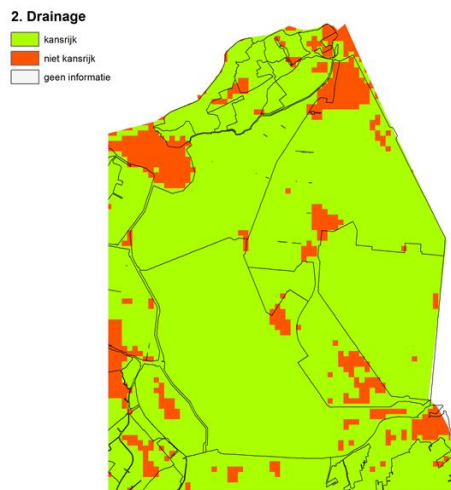 2. Drainage
kansrijk
niet kansrijk
geen informatie